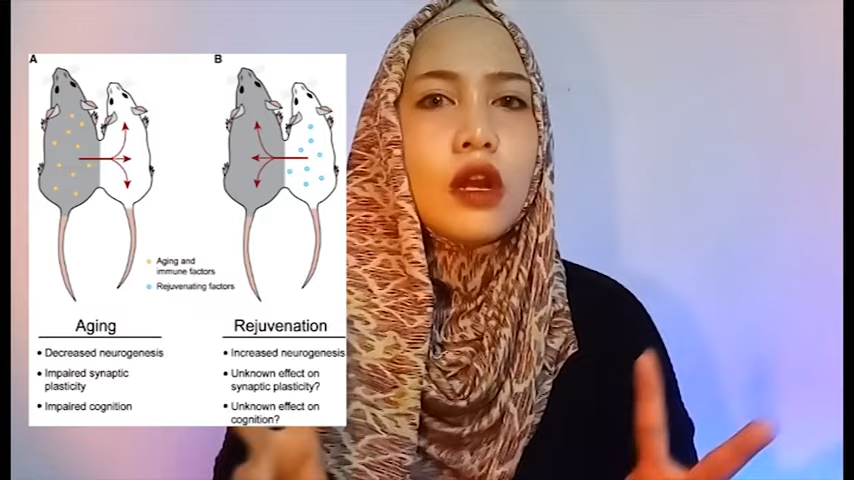 A
B
Aging and
immune factors
Rejuvenating factors
Aging
• Decreased neurogenesis
• Impaired synaptic
plasticity
• Impaired cognition
Rejuvenation
• Increased neurogenesis
• Unknown effect on
synaptic plasticity?
• Unknown effect on
cognition?